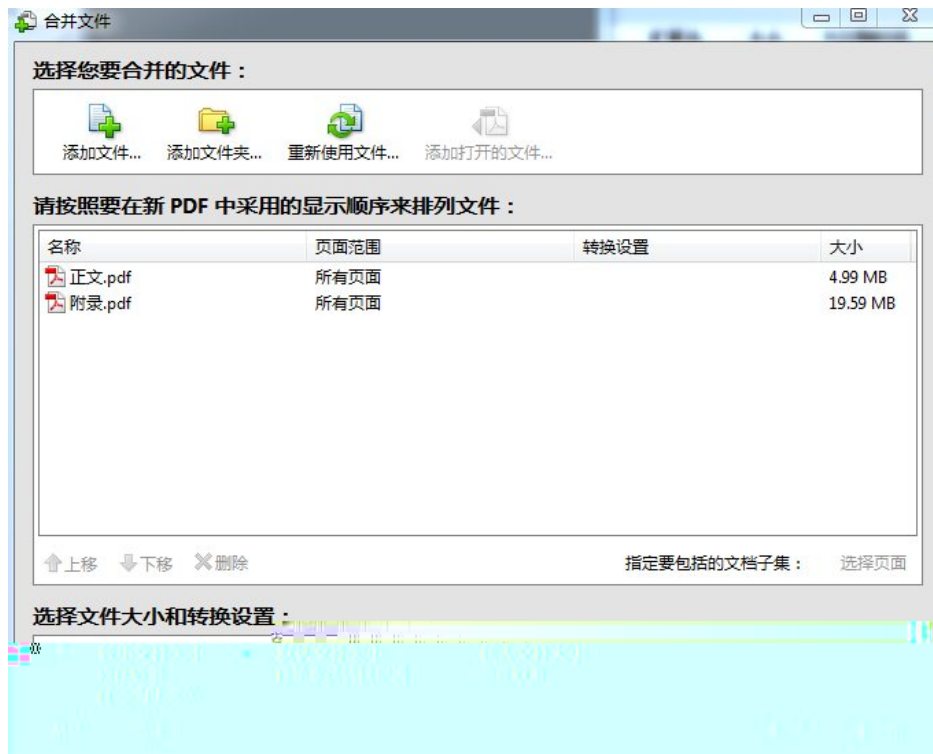 合并文件
选择您要合并的文件：
添加文件... 添加文件夹... 重新使用文件... 添加打开的文件...
请按照要在新 PDF 中采用的显示顺序来排列文件：
名称 页面范围 转换设置 大小
正文.pdf 所有页面 4.99 MB
附录.pdf 所有页面 19.59 MB
上移 下移 删除 指定要包括的文档子集： 选择页面
选择文件大小和转换设置：